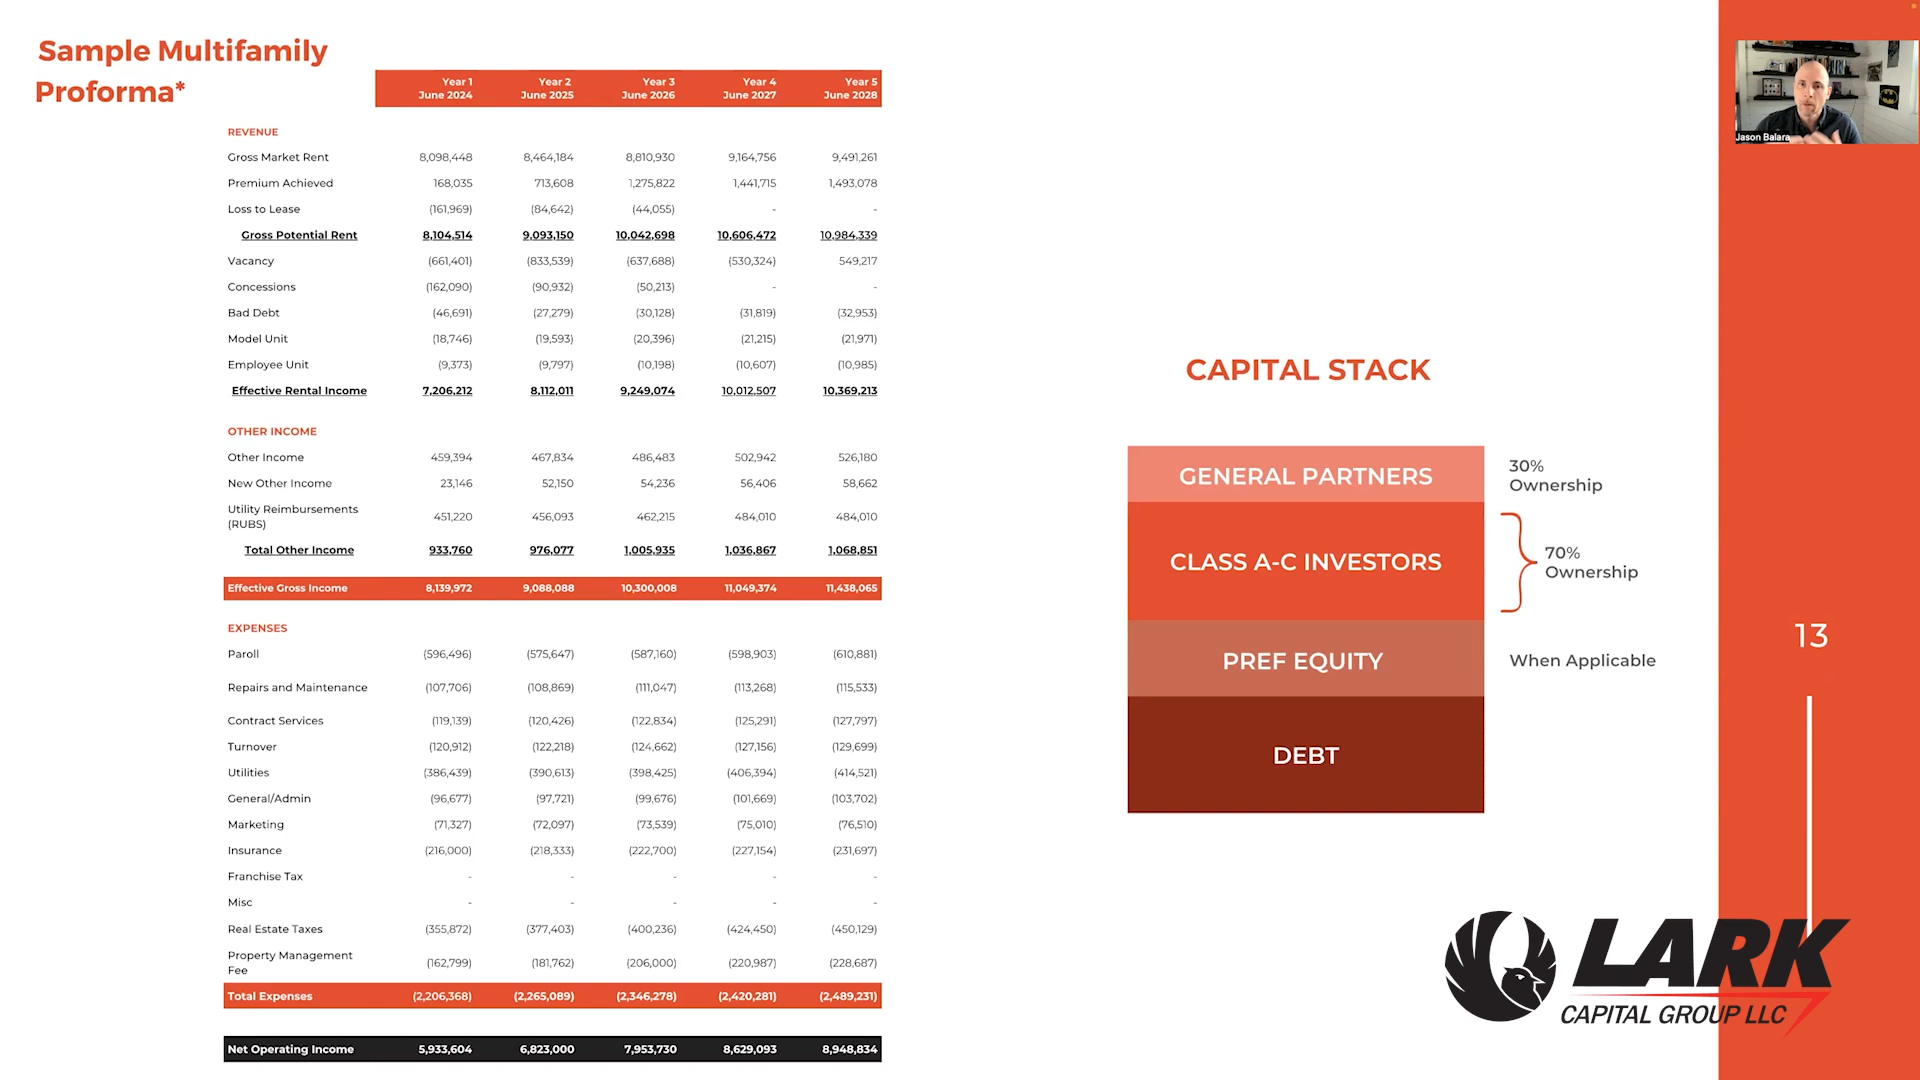 Sample Multifamily
Proforma*
Year 1 Year 2 Year 3 Year 4 Year 5
June 2024 June 2025 June 2026 June 2027 June 2028
REVENUE
Gross Market Rent 8,098,448 8,464,184 8,810,930 9,164,756 9,491,261
Premium Achieved 168,035 713,608 1,275,822 1,441,715 1,493,078
Loss to Lease (161,969) (84,642) (44,055) - -
Gross Potential Rent 8,104,514 9,093,150 10,042,698 10,606,472 10,984,339
Vacancy (661,401) (833,539) (637,688) (530,324) 549,217
Concessions (162,090) (90,932) (50,213) - -
Bad Debt (46,691) (27,279) (30,128) (31,819) (32,953)
Model Unit (18,746) (19,593) (20,396) (21,215) (21,971)
Employee Unit (9,373) (9,797) (10,198) (10,607) (10,985)
Effective Rental Income 7,206,212 8,112,011 9,249,074 10,012,507 10,369,213
OTHER INCOME
Other Income 459,394 467,834 486,483 502,942 526,180
New Other Income 23,146 52,150 54,236 56,406 58,662
Utility Reimbursements
(RUBS) 451,220 456,093 462,215 484,010 484,010
Total Other Income 933,760 976,077 1,005,935 1,036,867 1,068,851
Effective Gross Income 8,139,972 9,088,088 10,300,008 11,049,374 11,438,065
EXPENSES
Paroll (596,496) (575,647) (587,160) (598,903) (610,881)
Repairs and Maintenance (107,706) (108,869) (111,047) (113,268) (115,533)
Contract Services (119,139) (120,426) (122,834) (125,291) (127,797)
Turnover (120,912) (122,218) (124,662) (127,156) (129,699)
Utilities (386,439) (390,613) (398,425) (406,394) (414,521)
General/Admin (96,677) (97,721) (99,676) (101,669) (103,702)
Marketing (71,327) (72,097) (73,539) (75,010) (76,510)
Insurance (216,000) (218,333) (222,700) (227,154) (231,697)
Franchise Tax - - - - -
Misc - - - - -
Real Estate Taxes (355,872) (377,403) (400,236) (424,450) (450,129)
Property Management
Fee (162,799) (181,762) (206,000) (220,987) (228,687)
Total Expenses (2,206,368) (2,265,089) (2,346,278) (2,420,281) (2,489,231)
Net Operating Income 5,933,604 6,823,000 7,953,730 8,629,093 8,948,834
CAPITAL STACK
GENERAL PARTNERS
30%
Ownership
CLASS A-C INVESTORS
70%
Ownership
PREF EQUITY
When Applicable
DEBT
Jason Balara
13
LARK
CAPITAL GROUP LLC